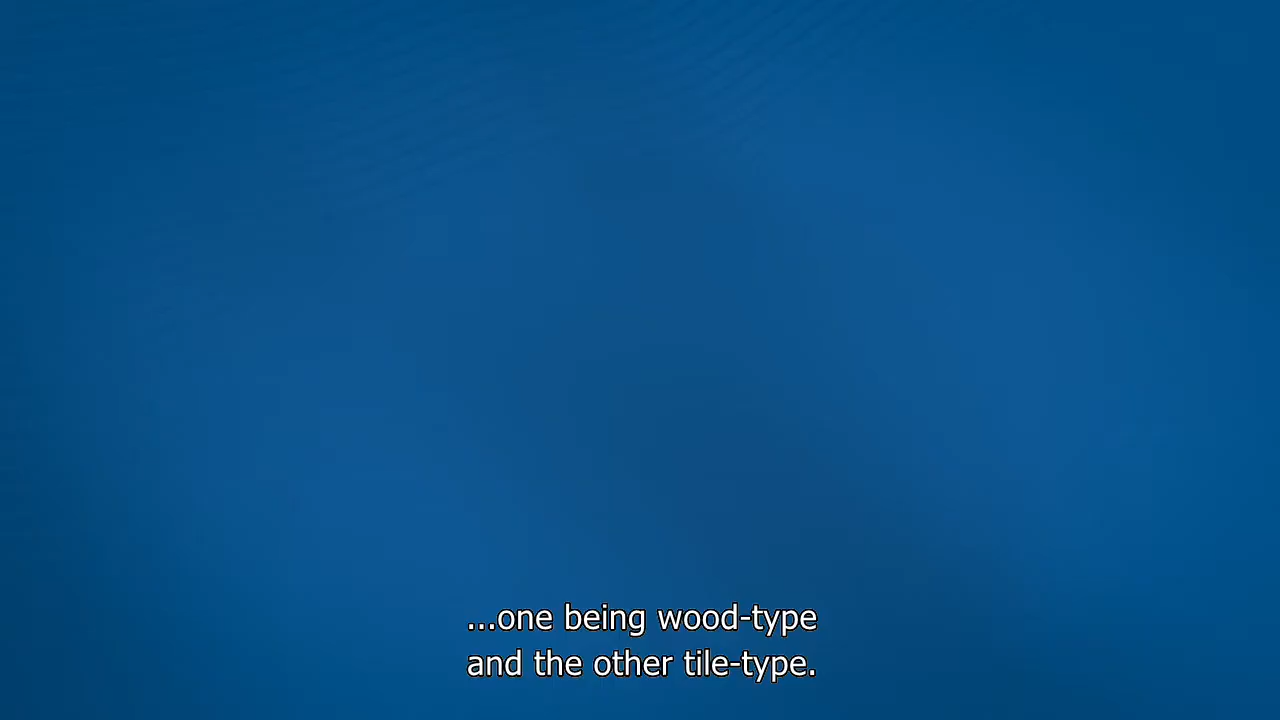 ...one being wood-type
and the other tile-type.